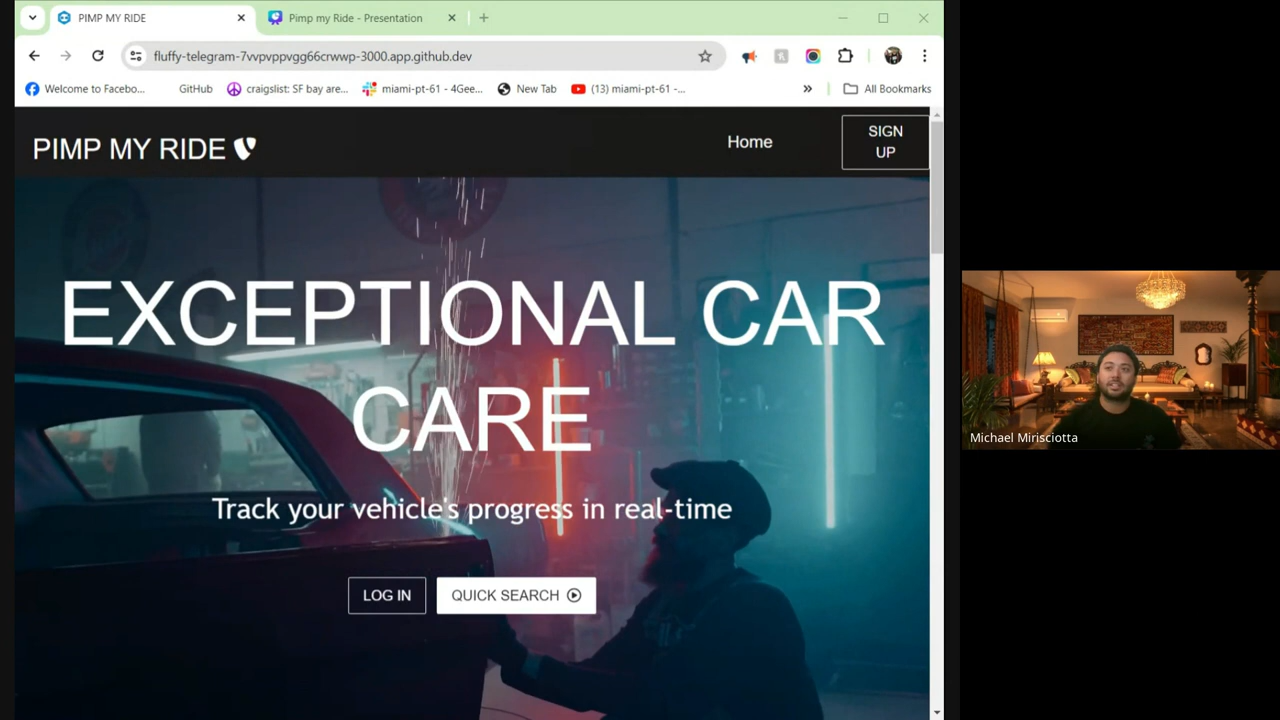 PIMP MY RIDE
Pimp my Ride - Presentation
fluffy-telegram-7vvpvppvgg66crwwp-3000.app.github.dev
Welcome to Facebo...
GitHub
craigslist: SF bay are...
miami-pt-61 - 4Gee...
New Tab
(13) miami-pt-61 -...
All Bookmarks
PIMP MY RIDE
Home
SIGN
UP
EXCEPTIONAL CAR
CARE
Track your vehicle's progress in real-time
LOG IN
QUICK SEARCH
Michael Mirisciotta